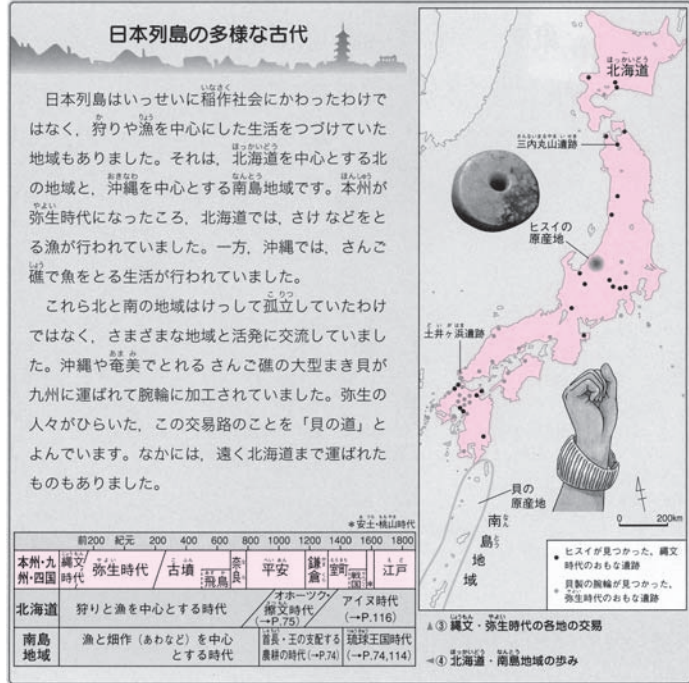 日本列島の多様な古代
日本列島はいっせいに稲作社会にかわったわけで
はなく，狩りや漁を中心にした生活をつづけていた
地域もありました。それは，北海道を中心とする北
の地域と，沖縄を中心とする南島地域です。本州が
弥生時代になったころ，北海道では，さけなどをと
る漁が行われていました。一方，沖縄では，さんご
礁で魚をとる生活が行われていました。
これら北と南の地域はけっして孤立していたわけ
ではなく，さまざまな地域と活発に交流していまし
た。沖縄や奄美でとれるさんご礁の大型まき貝が
九州に運ばれて腕輪に加工されていました。弥生の
人々がひらいた，この交易路のことを「貝の道」と
よんでいます。なかには，遠く北海道まで運ばれた
ものもありました。
＊安土・桃山時代
前200 紀元 200 400 600 800 1000 1200 1400 1600 1800
本州・九州・四国 縄文時代 弥生時代 古墳 飛鳥 奈良 平安 鎌倉 室町 戦国 ＊ 江戸
北海道 狩りと漁を中心とする時代 オホーツク・擦文時代(→P.75) アイヌ時代(→P.116)
南島地域 漁と畑作（あわなど）を中心とする時代 首長・王の支配する農耕の時代(→P.74) 琉球王国時代(→P.74,114)
北海道
三内丸山遺跡
ヒスイの
原産地
土井ヶ浜遺跡
貝の
原産地
南島地域
0 200km
ヒスイが見つかった，縄文
時代のおもな遺跡
貝製の腕輪が見つかった，
弥生時代のおもな遺跡
▲③ 縄文・弥生時代の各地の交易
◀④ 北海道・南島地域の歩み